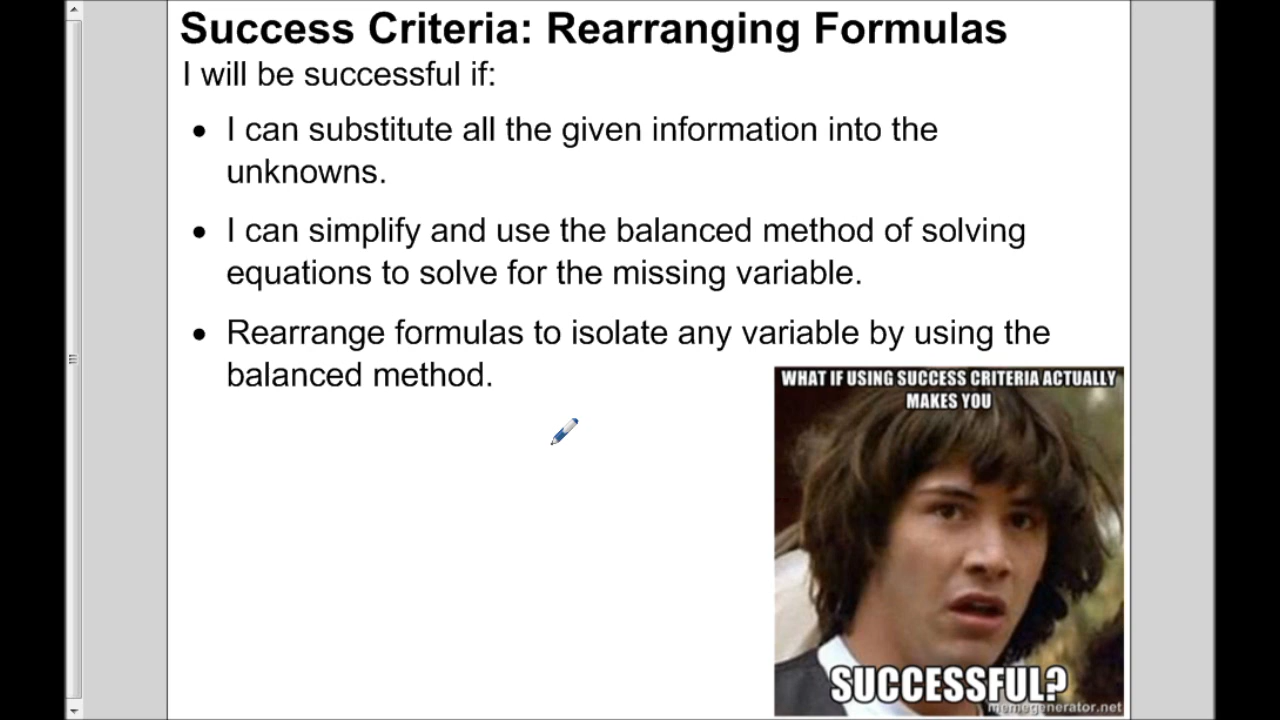 Success Criteria: Rearranging Formulas
I will be successful if:
• I can substitute all the given information into the
unknowns.
• I can simplify and use the balanced method of solving
equations to solve for the missing variable.
• Rearrange formulas to isolate any variable by using the
balanced method.
WHAT IF USING SUCCESS CRITERIA ACTUALLY
MAKES YOU
SUCCESSFUL?
memegenerator.net